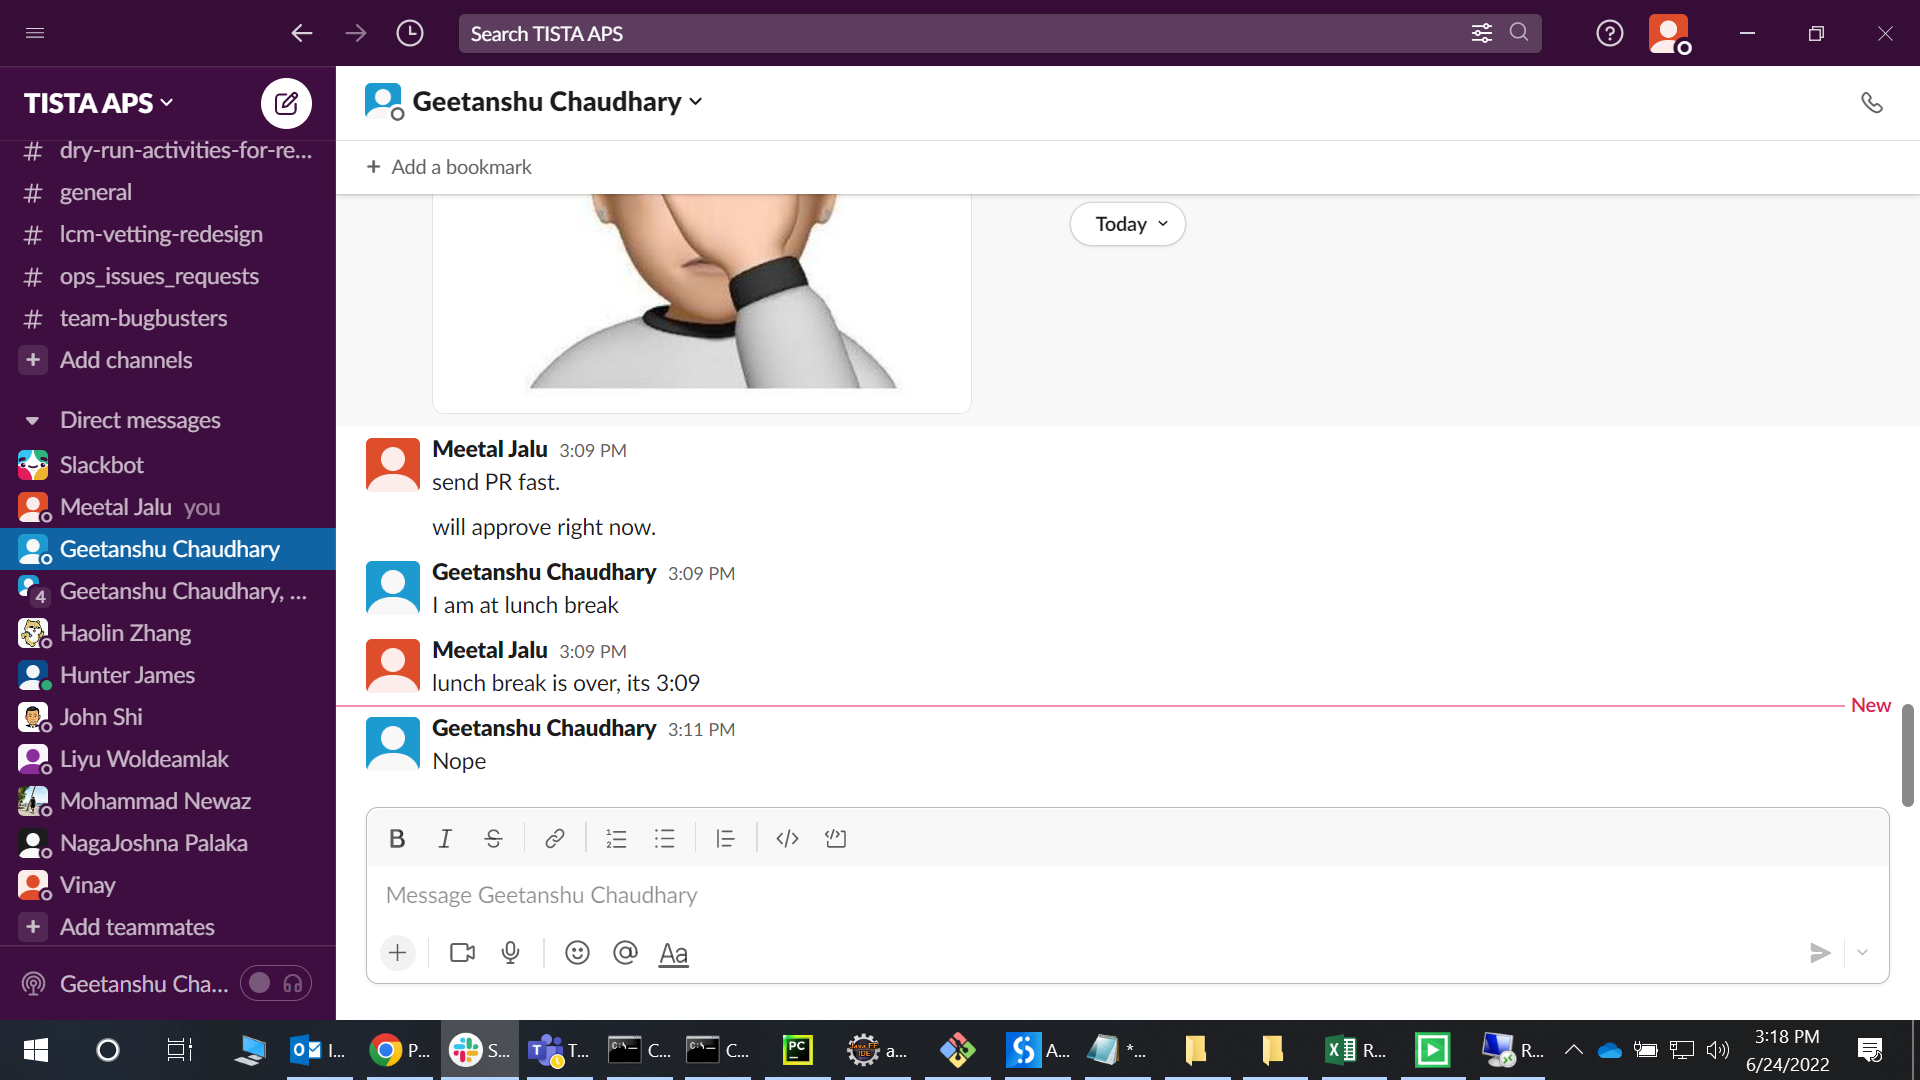 Search TISTA APS
TISTA APS
# dry-run-activities-for-re...
# general
# lcm-vetting-redesign
# ops_issues_requests
# team-bugbusters
+ Add channels
Direct messages
Slackbot
Meetal Jalu you
Geetanshu Chaudhary
4 Geetanshu Chaudhary, ...
Haolin Zhang
Hunter James
John Shi
Liyu Woldeamlak
Mohammad Newaz
NagaJoshna Palaka
Vinay
+ Add teammates
Geetanshu Cha...
Geetanshu Chaudhary
+ Add a bookmark
Today
Meetal Jalu 3:09 PM
send PR fast.
will approve right now.
Geetanshu Chaudhary 3:09 PM
I am at lunch break
Meetal Jalu 3:09 PM
lunch break is over, its 3:09
New
Geetanshu Chaudhary 3:11 PM
Nope
B I S
Message Geetanshu Chaudhary
+ @ Aa
I... P... S... T... C... C... PC a... A... *... R... R...
3:18 PM
6/24/2022